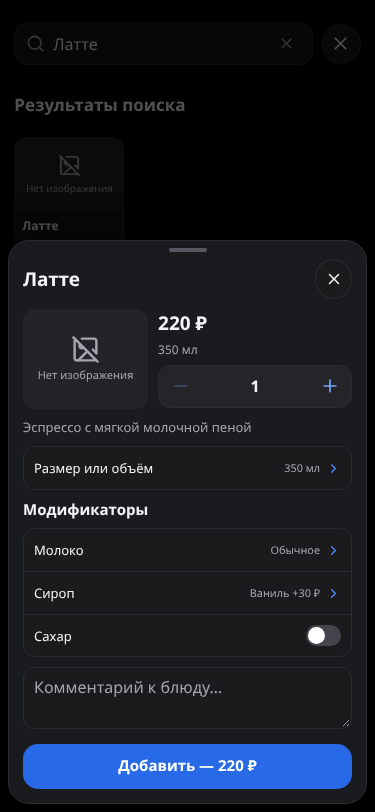 Латте
Результаты поиска
Нет изображения
Латте
Латте
220 ₽
350 мл
Нет изображения
1
Эспрессо с мягкой молочной пеной
Размер или объём 350 мл
Модификаторы
Молоко Обычное
Сироп Ваниль +30 ₽
Сахар
Комментарий к блюду...
Добавить — 220 ₽